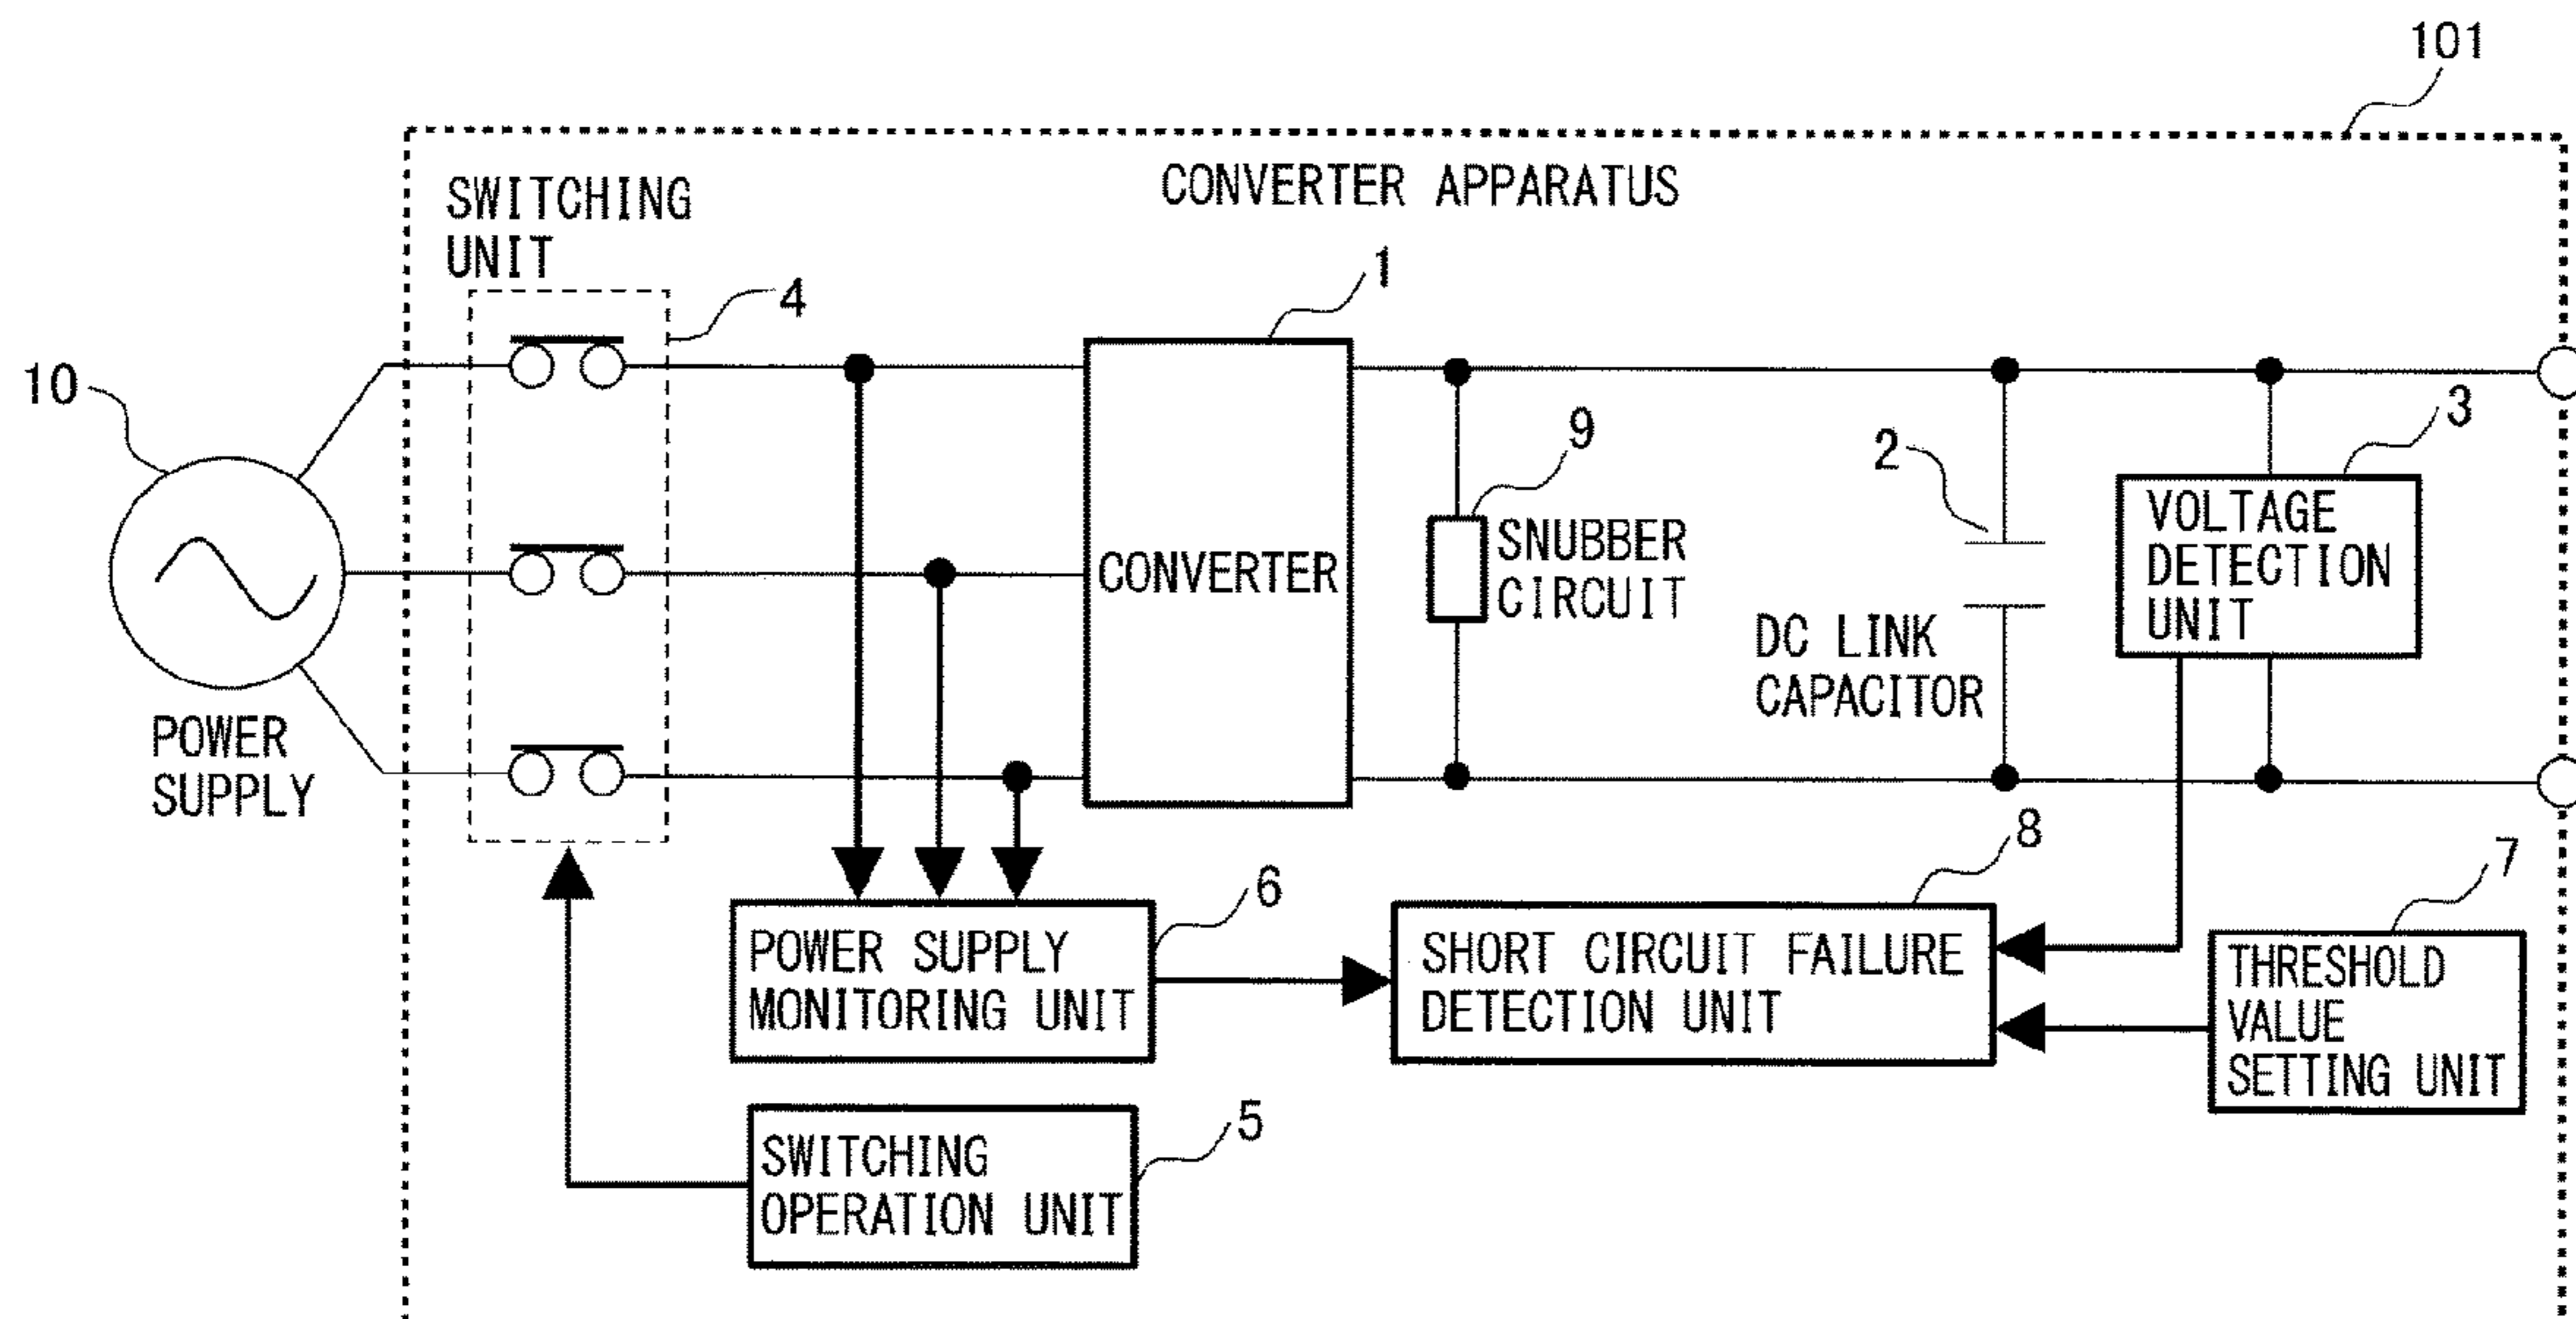 101
CONVERTER APPARATUS
SWITCHING
UNIT
4
1
10
POWER
SUPPLY
CONVERTER
9
SNUBBER
CIRCUIT
2
DC LINK
CAPACITOR
3
VOLTAGE
DETECTION
UNIT
6
POWER SUPPLY
MONITORING UNIT
8
SHORT CIRCUIT FAILURE
DETECTION UNIT
7
THRESHOLD
VALUE
SETTING UNIT
5
SWITCHING
OPERATION UNIT